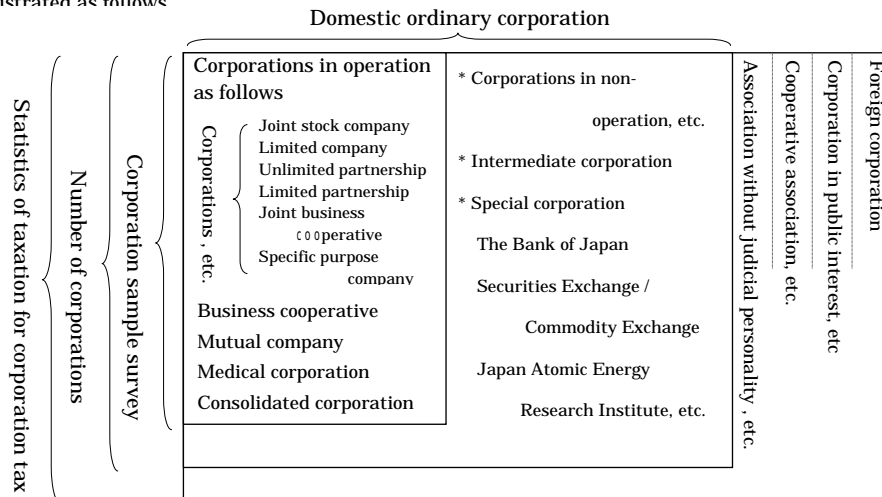 ustrated as follows
Domestic ordinary corporation
Statistics of taxation for corporation tax
Number of corporations
Corporation sample survey
Corporations in operation
as follows
Corporations , etc.
Joint stock company
Limited company
Unlimited partnership
Limited partnership
Joint business
cooperative
Specific purpose
company
Business cooperative
Mutual company
Medical corporation
Consolidated corporation
* Corporations in non-
operation, etc.
* Intermediate corporation
* Special corporation
The Bank of Japan
Securities Exchange /
Commodity Exchange
Japan Atomic Energy
Research Institute, etc.
Association without judicial personality , etc.
Cooperative association, etc.
Corporation in public interest, etc
Foreign corporation